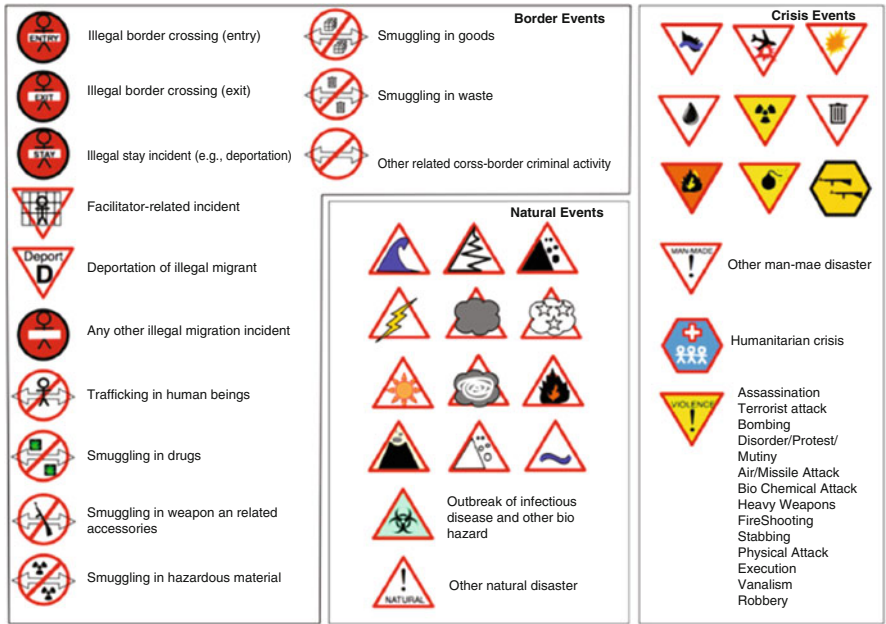 Border Events
ENTRY
Illegal border crossing (entry)
EXIT
Illegal border crossing (exit)
STAY
Illegal stay incident (e.g., deportation)
Facilitator-related incident
Deport
D
Deportation of illegal migrant
Any other illegal migration incident
Trafficking in human beings
Smuggling in drugs
Smuggling in weapon an related
accessories
Smuggling in hazardous material
Smuggling in goods
Smuggling in waste
Other related corss-border criminal activity
Natural Events
Outbreak of infectious
disease and other bio
hazard
!
NATURAL
Other natural disaster
Crisis Events
MAN-MADE
!
Other man-mae disaster
Humanitarian crisis
VIOLENCE
!
Assassination
Terrorist attack
Bombing
Disorder/Protest/
Mutiny
Air/Missile Attack
Bio Chemical Attack
Heavy Weapons
FireShooting
Stabbing
Physical Attack
Execution
Vanalism
Robbery